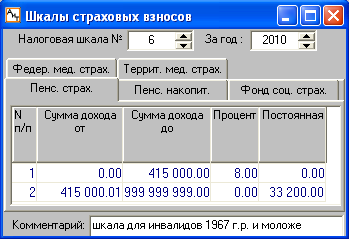 Шкалы страховых взносов
Налоговая шкала № 6 За год : 2010
Федер. мед. страх. Террит. мед. страх.
Пенс. страх. Пенс. накопит. Фонд соц. страх.
N п/п Сумма дохода от Сумма дохода до Процент Постоянная
1 0.00 415 000.00 8.00 0.00
2 415 000.01 999 999 999.00 0.00 33 200.00
Комментарий: шкала для инвалидов 1967 г.р. и моложе